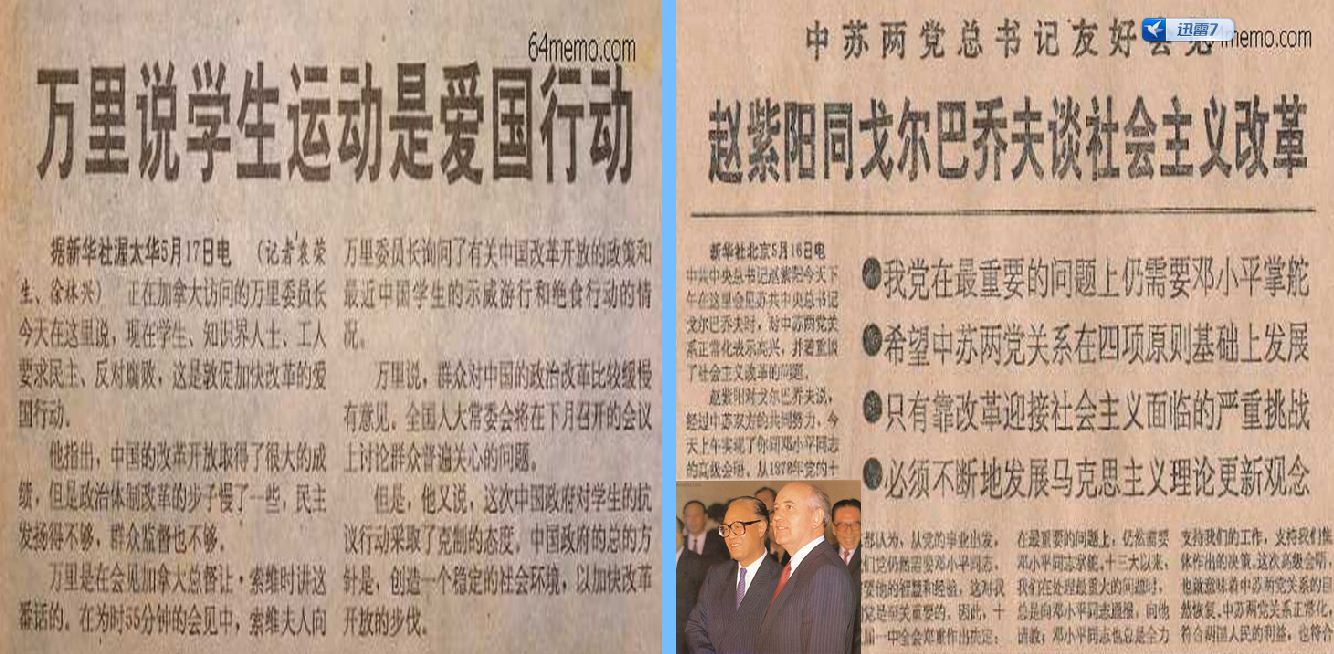 64memo.com
万里说学生运动是爱国行动
据新华社渥太华5月17日电 （记者袁荣
生、徐林兴） 正在加拿大访问的万里委员长
今天在这里说，现在学生、知识界人士、工人
要求民主、反对腐败，这是敦促加快改革的爱
国行动。
他指出，中国的改革开放取得了很大的成
绩，但是政治体制改革的步子慢了一些，民主
发扬得不够，群众监督也不够。
万里是在会见加拿大总督让·索维时讲这
番话的。在为时55分钟的会见中，索维夫人向
万里委员长询问了有关中国改革开放的政策和
最近中国学生的示威游行和绝食行动的情
况。
万里说，群众对中国的政治改革比较缓慢
有意见。全国人大常委会将在下月召开的会议
上讨论群众普遍关心的问题。
但是，他又说，这次中国政府对学生的抗
议行动采取了克制的态度。中国政府的总的方
针是，创造一个稳定的社会环境，以加快改革
开放的步伐。
迅雷7
memo.com
中苏两党总书记友好会见
赵紫阳同戈尔巴乔夫谈社会主义改革
新华社北京5月16日电
中共中央总书记赵紫阳今天下
午在这里会见苏共中央总书记
戈尔巴乔夫时，对中苏两党关
系正常化表示高兴，并着重谈
了社会主义改革的问题。
赵紫阳对戈尔巴乔夫说，
经过中苏双方的共同努力，今
天上午实现了你同邓小平同志
的高级会晤。从1978年党的十
●我党在最重要的问题上仍需要邓小平掌舵
●希望中苏两党关系在四项原则基础上发展
●只有靠改革迎接社会主义面临的严重挑战
●必须不断地发展马克思主义理论更新观念
都认为，从党的事业出发，
们党仍然需要邓小平同志，
要他的智慧和经验，这对我
党是至关重要的。因此，十
届一中全会郑重作出决定：
在最重要的问题上，仍然需要
邓小平同志掌舵。十三大以来，
我们在处理最重大的问题时，
总是向邓小平同志通报，向他
请教；邓小平同志也总是全力
支持我们的工作，支持我们集
体作出的决策。这次高级会晤，
他就意味着中苏两党关系的自
然恢复。中苏两党关系正常化，
符合两国人民的利益，也符合